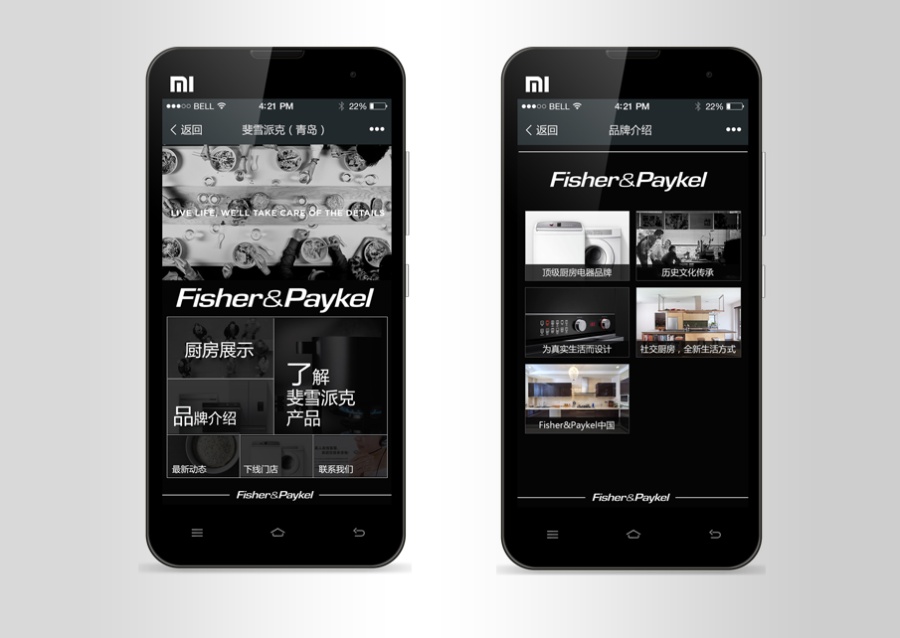 mi
BELL
4:21 PM
22%
返回
斐雪派克（青岛）
LIVE LIFE, WE'LL TAKE CARE OF THE DETAILS
Fisher&Paykel
厨房展示
了解
斐雪派克
产品
品牌介绍
最新动态
下线门店
联系我们
Fisher&Paykel
mi
BELL
4:21 PM
22%
返回
品牌介绍
Fisher&Paykel
顶级厨房电器品牌
历史文化传承
为真实生活而设计
社交厨房，全新生活方式
Fisher&Paykel中国
Fisher&Paykel